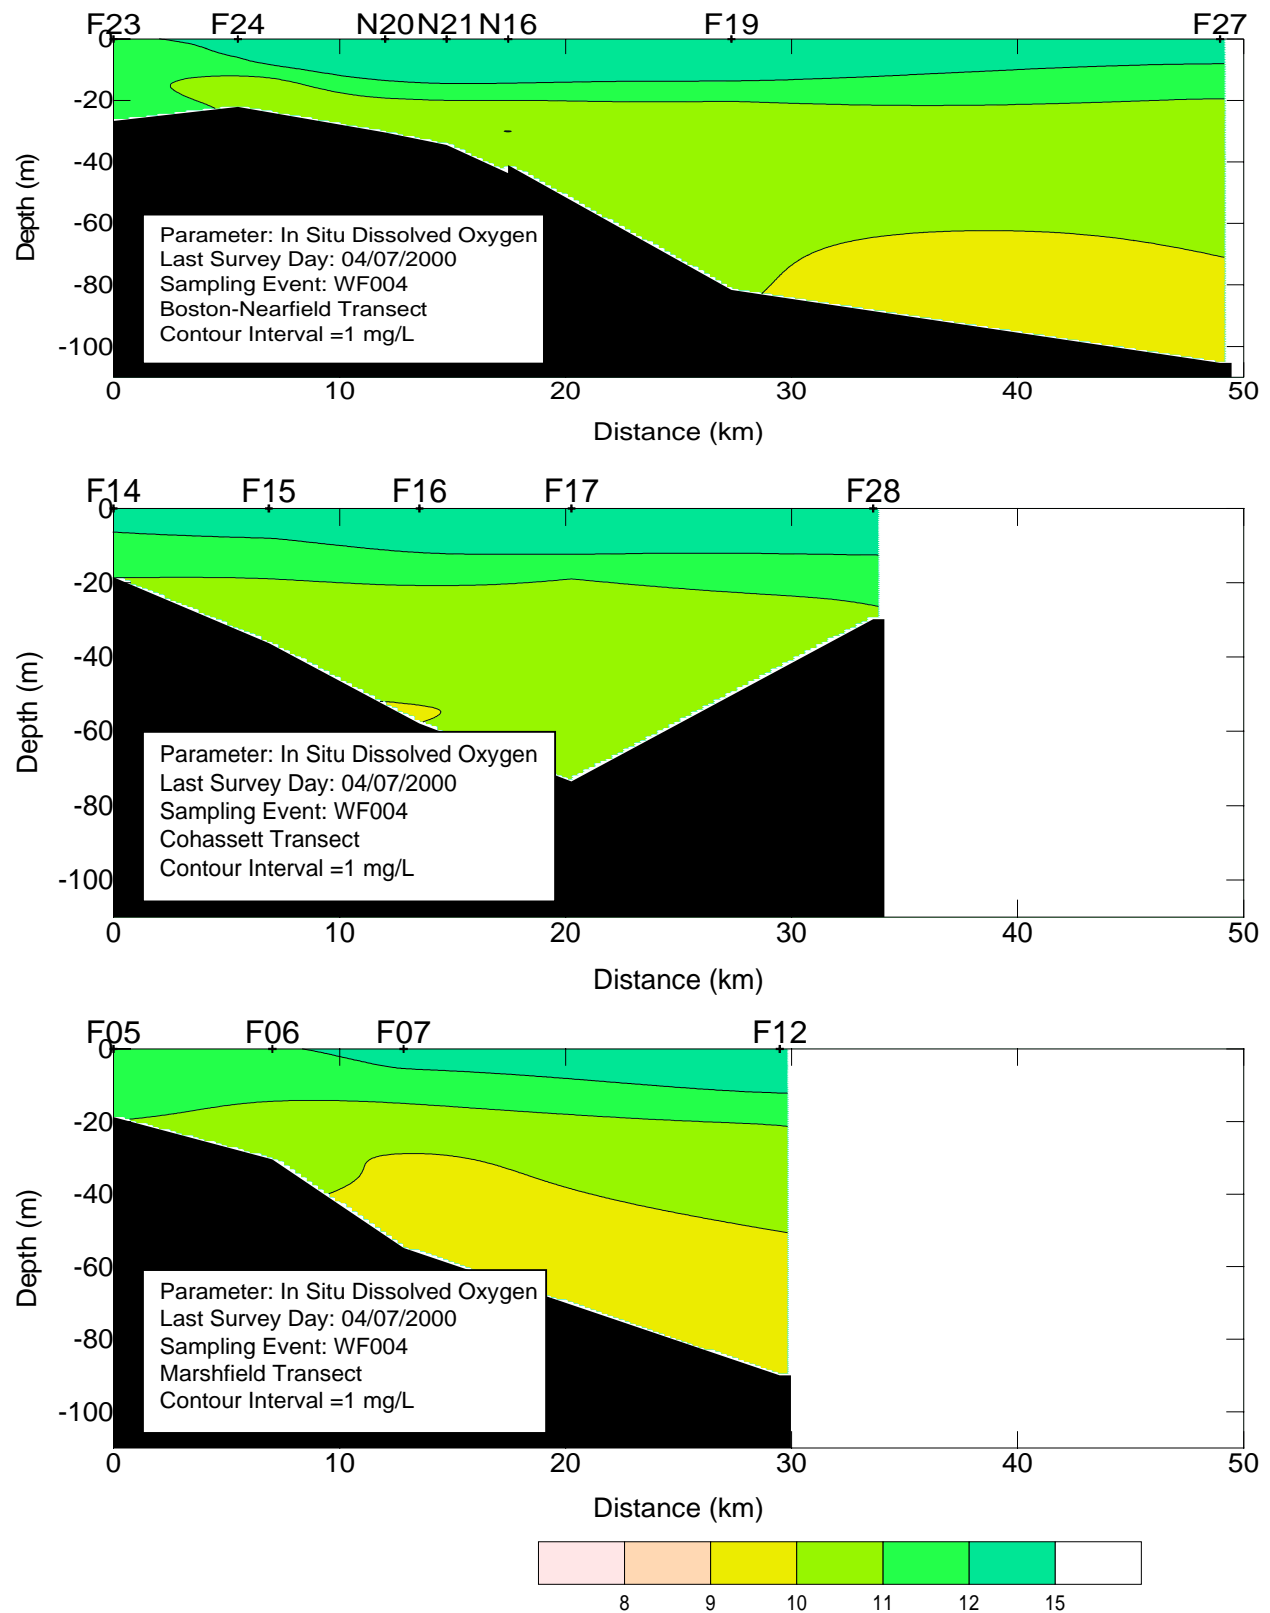 F23 F24 N20 N21 N16 F19 F27
0
-20
-40
-60
-80
-100
Depth (m)
Parameter: In Situ Dissolved Oxygen
Last Survey Day: 04/07/2000
Sampling Event: WF004
Boston-Nearfield Transect
Contour Interval =1 mg/L
0 10 20 30 40 50
Distance (km)
F14 F15 F16 F17 F28
0
-20
-40
-60
-80
-100
Depth (m)
Parameter: In Situ Dissolved Oxygen
Last Survey Day: 04/07/2000
Sampling Event: WF004
Cohassett Transect
Contour Interval =1 mg/L
0 10 20 30 40 50
Distance (km)
F05 F06 F07 F12
0
-20
-40
-60
-80
-100
Depth (m)
Parameter: In Situ Dissolved Oxygen
Last Survey Day: 04/07/2000
Sampling Event: WF004
Marshfield Transect
Contour Interval =1 mg/L
0 10 20 30 40 50
Distance (km)
8 9 10 11 12 15